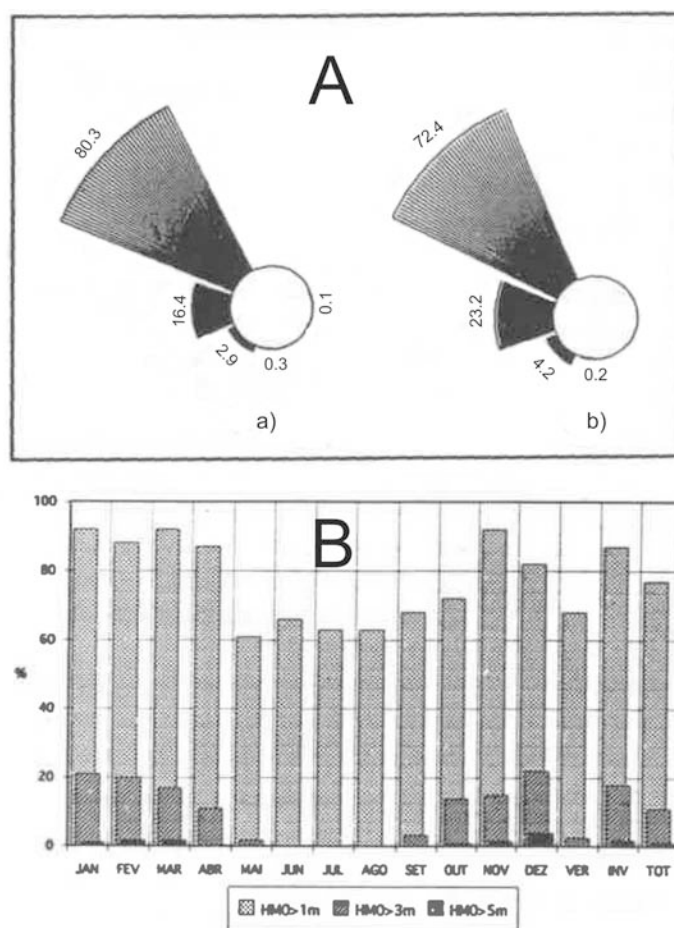 A
80.3
16.4
2.9
0.3
0.1
a)
72.4
23.2
4.2
0.2
b)
B
100
80
60
40
20
0
%
JAN FEV MAR ABR MAI JUN JUL AGO SET OUT NOV DEZ VER INV TOT
HMO>1m HMO>3m HMO>5m